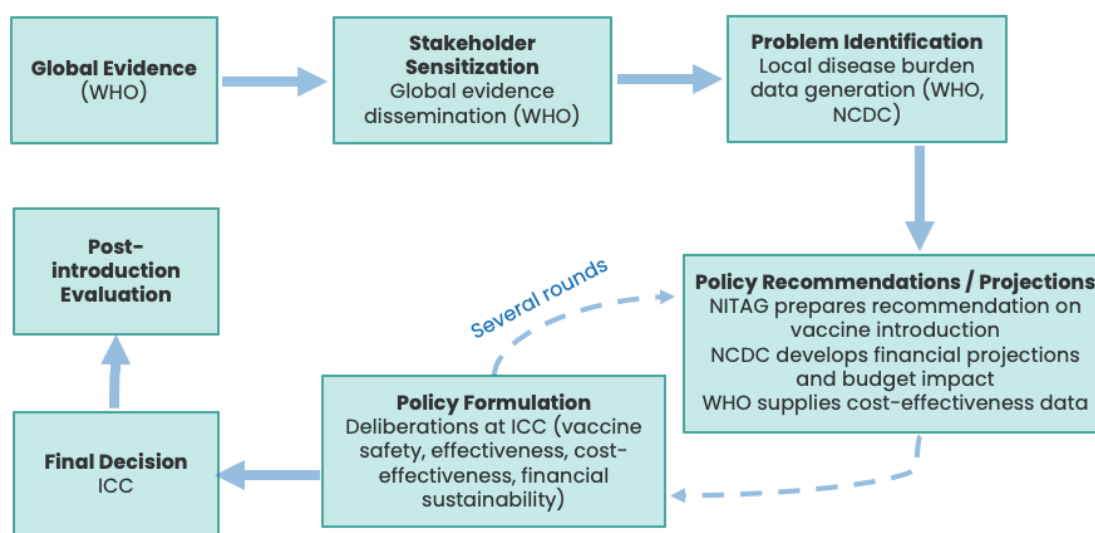 Global Evidence
(WHO)
Stakeholder
Sensitization
Global evidence
dissemination (WHO)
Problem Identification
Local disease burden
data generation (WHO,
NCDC)
Post-
introduction
Evaluation
Several rounds
Policy Recommendations / Projections
NITAG prepares recommendation on
vaccine introduction
NCDC develops financial projections
and budget impact
WHO supplies cost-effectiveness data
Policy Formulation
Deliberations at ICC (vaccine
safety, effectiveness, cost-
effectiveness, financial
sustainability)
Final Decision
ICC